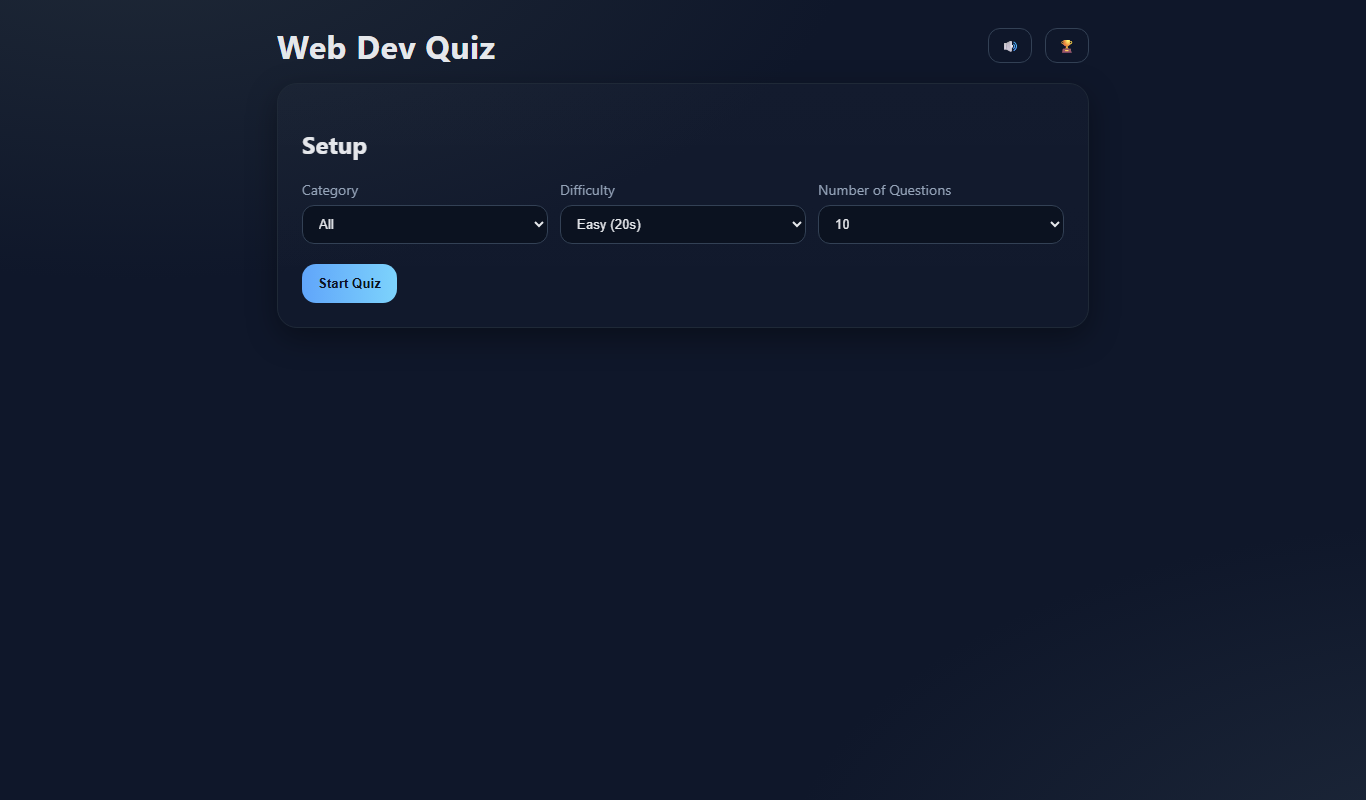 Web Dev Quiz
Setup
Category Difficulty Number of Questions
All Easy (20s) 10
Start Quiz